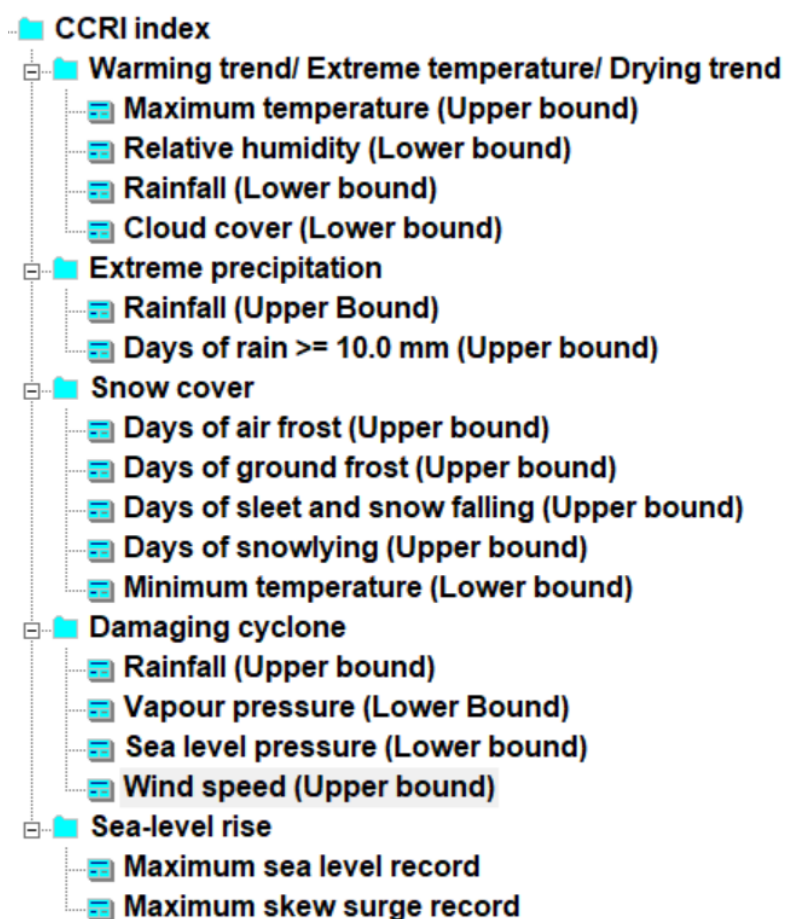 CCRI index
Warming trend/ Extreme temperature/ Drying trend
Maximum temperature (Upper bound)
Relative humidity (Lower bound)
Rainfall (Lower bound)
Cloud cover (Lower bound)
Extreme precipitation
Rainfall (Upper Bound)
Days of rain >= 10.0 mm (Upper bound)
Snow cover
Days of air frost (Upper bound)
Days of ground frost (Upper bound)
Days of sleet and snow falling (Upper bound)
Days of snowlying (Upper bound)
Minimum temperature (Lower bound)
Damaging cyclone
Rainfall (Upper bound)
Vapour pressure (Lower Bound)
Sea level pressure (Lower bound)
Wind speed (Upper bound)
Sea-level rise
Maximum sea level record
Maximum skew surge record